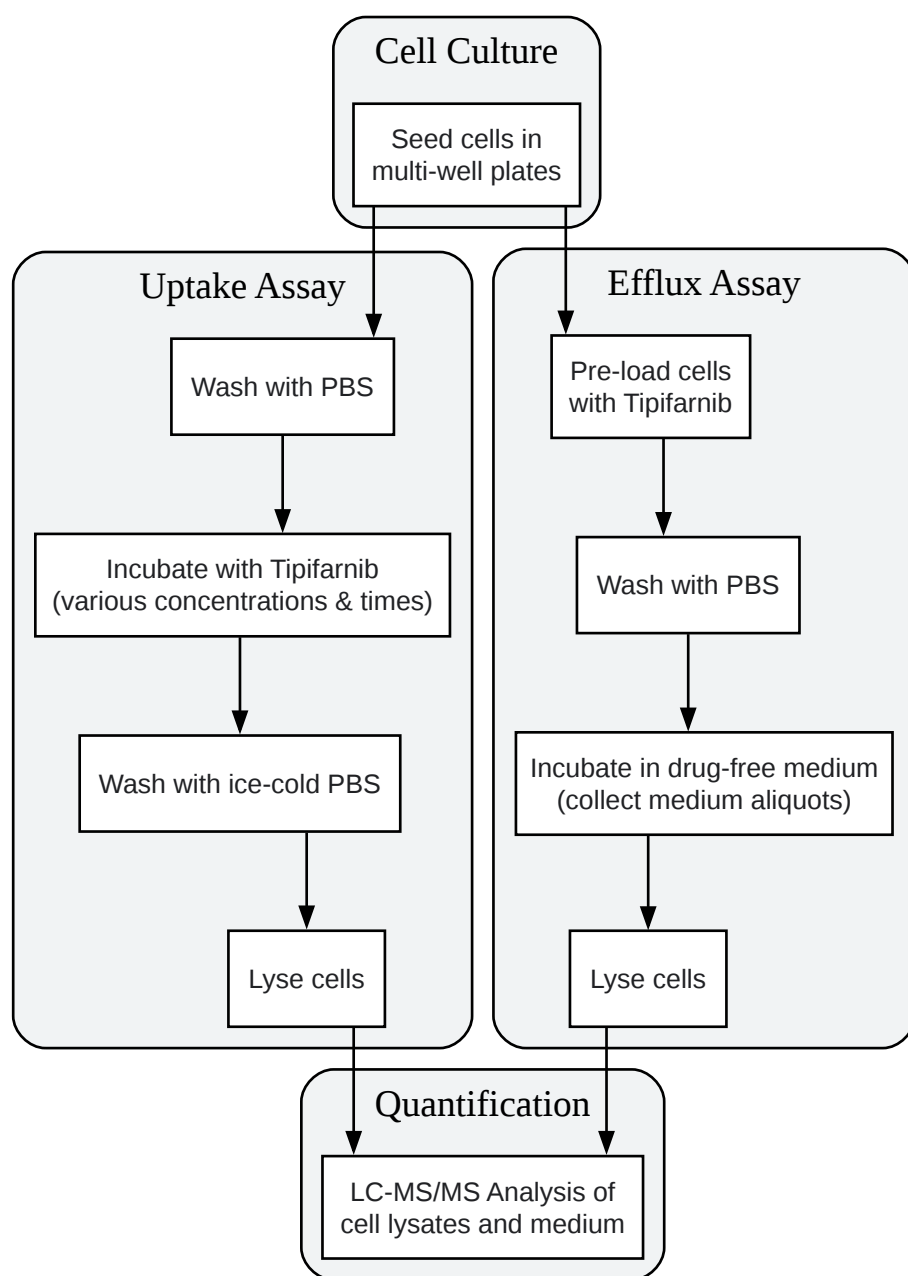 Cell Culture
Seed cells in
multi-well plates
Uptake Assay
Wash with PBS
Incubate with Tipifarnib
(various concentrations & times)
Wash with ice-cold PBS
Lyse cells
Efflux Assay
Pre-load cells
with Tipifarnib
Wash with PBS
Incubate in drug-free medium
(collect medium aliquots)
Lyse cells
Quantification
LC-MS/MS Analysis of
cell lysates and medium